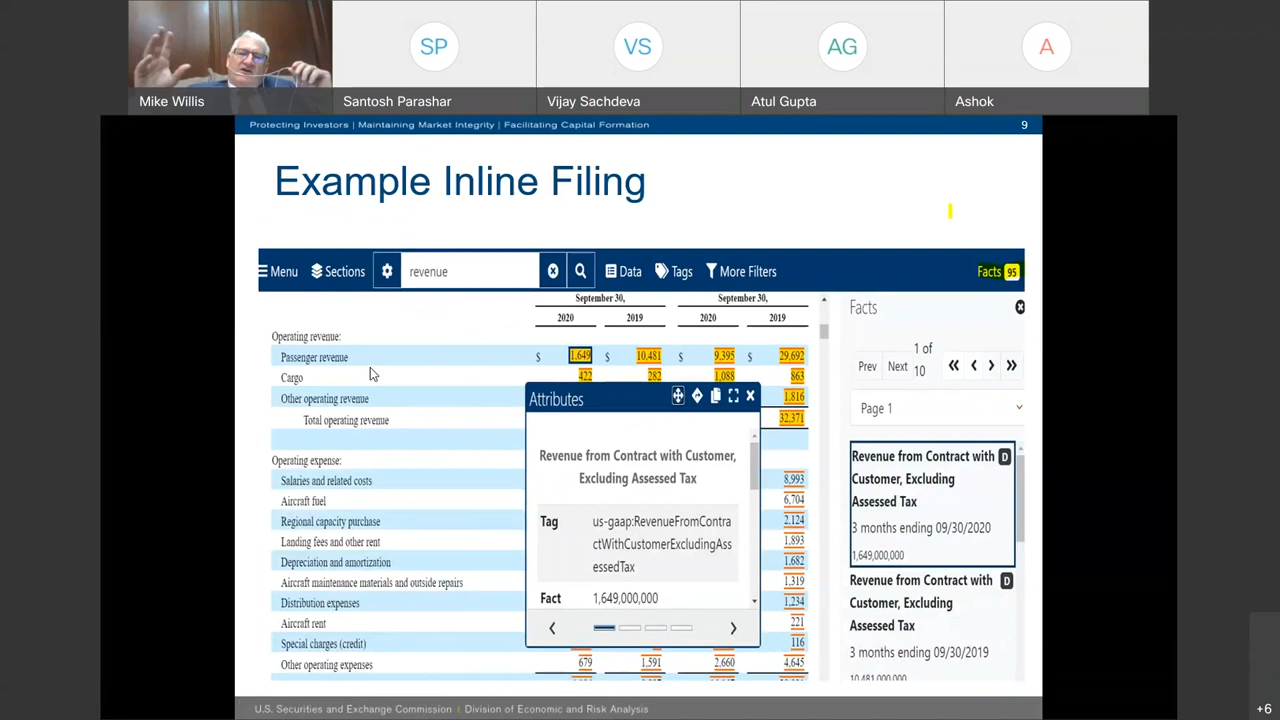 SP
VS
AG
A
Mike Willis
Santosh Parashar
Vijay Sachdeva
Atul Gupta
Ashok
Protecting Investors | Maintaining Market Integrity | Facilitating Capital Formation
9
Example Inline Filing
Menu
Sections
revenue
Data
Tags
More Filters
Facts 95
September 30,
September 30,
2020
2019
2020
2019
Operating revenue:
Passenger revenue $ 1,649 $ 10,481 $ 9,395 $ 29,692
Cargo 422 282 1,088 863
Other operating revenue 1,816
Total operating revenue 32,371
Operating expense:
Salaries and related costs 8,993
Aircraft fuel 6,704
Regional capacity purchase 2,124
Landing fees and other rent 1,893
Depreciation and amortization 1,682
Aircraft maintenance materials and outside repairs 1,319
Distribution expenses 1,234
Aircraft rent 221
Special charges (credit) 116
Other operating expenses 679 1,591 2,660 4,645
Attributes
Revenue from Contract with Customer,
Excluding Assessed Tax
Tag
us-gaap:RevenueFromContra
ctWithCustomerExcludingAss
essedTax
Fact 1,649,000,000
Facts
Prev
Next
1 of
10
Page 1
Revenue from Contract with D
Customer, Excluding
Assessed Tax
3 months ending 09/30/2020
1,649,000,000
Revenue from Contract with D
Customer, Excluding
Assessed Tax
3 months ending 09/30/2019
10,481,000,000
U.S. Securities and Exchange Commission | Division of Economic and Risk Analysis
+6